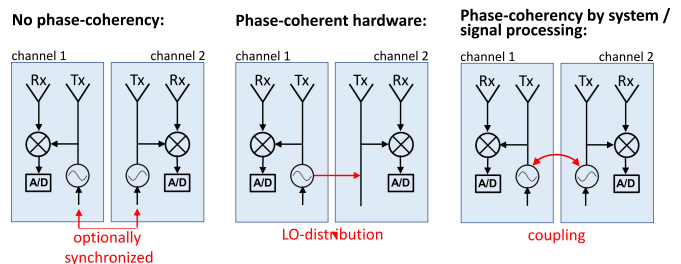 No phase-coherency:
channel 1
channel 2
Rx
Tx
Tx
Rx
A/D
A/D
optionally
synchronized
Phase-coherent hardware:
channel 1
channel 2
Rx
Tx
Tx
Rx
A/D
A/D
LO-distribution
Phase-coherency by system /
signal processing:
channel 1
channel 2
Rx
Tx
Tx
Rx
A/D
A/D
coupling